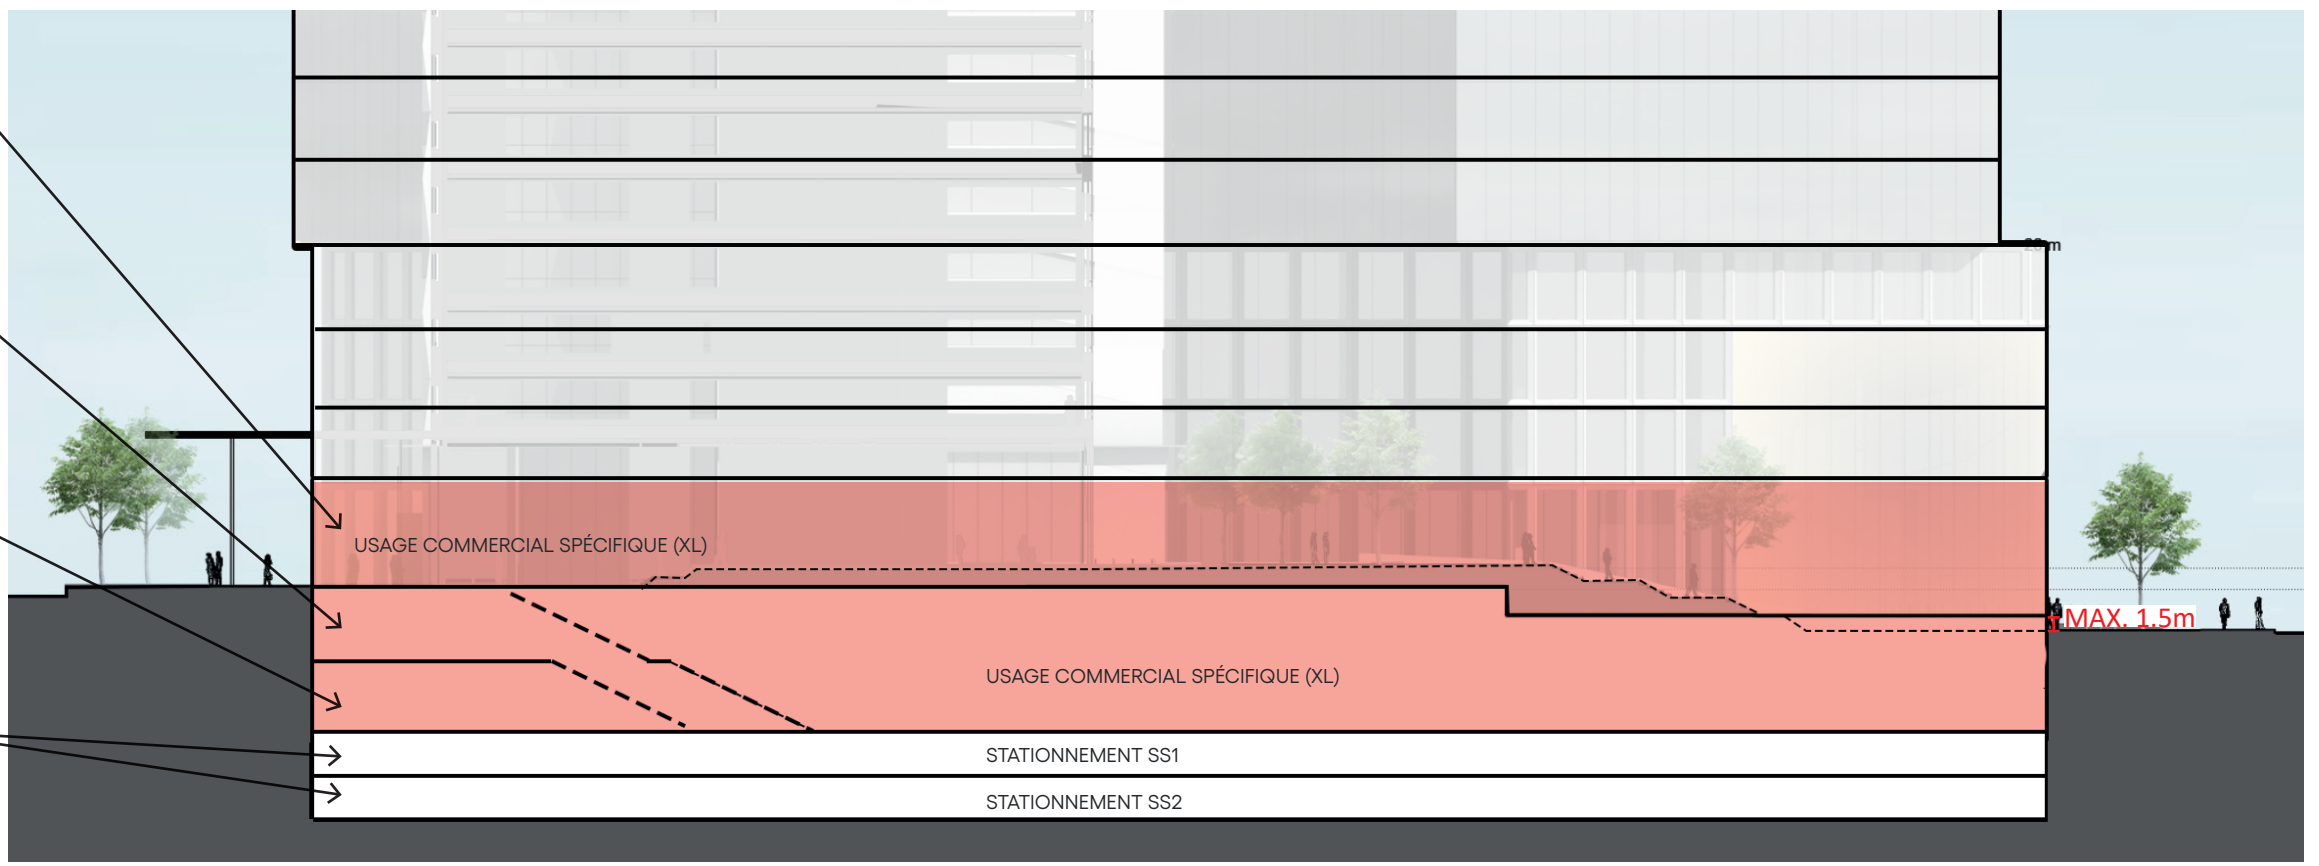 USAGE COMMERCIAL SPÉCIFIQUE (XL)
MAX. 1.5m
USAGE COMMERCIAL SPÉCIFIQUE (XL)
STATIONNEMENT SS1
STATIONNEMENT SS2